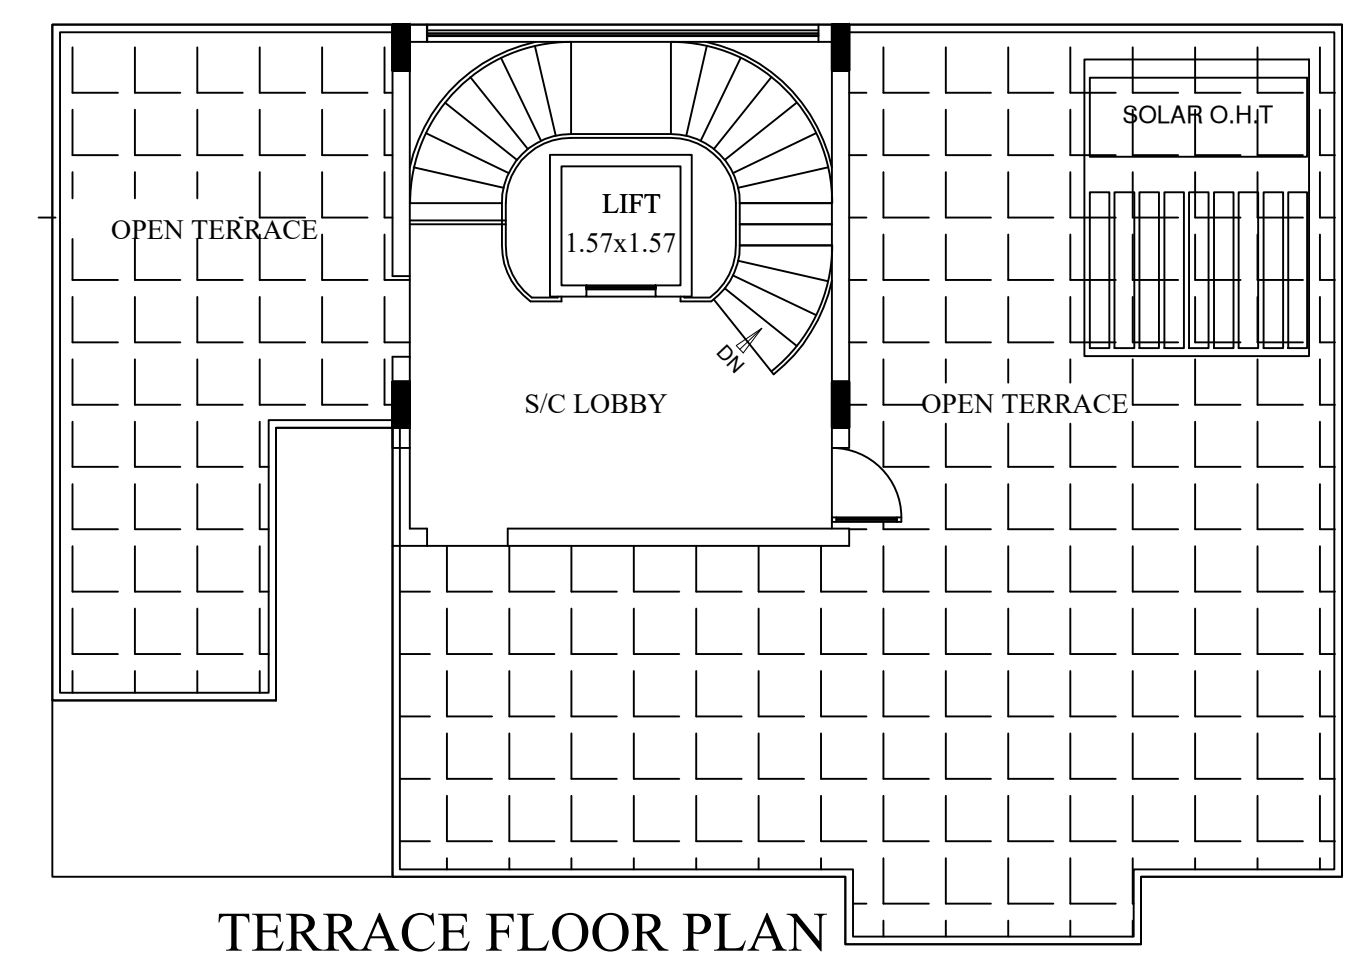 SOLAR O.H.T
LIFT
1.57x1.57
OPEN TERRACE
DN
S/C LOBBY
OPEN TERRACE
TERRACE FLOOR PLAN